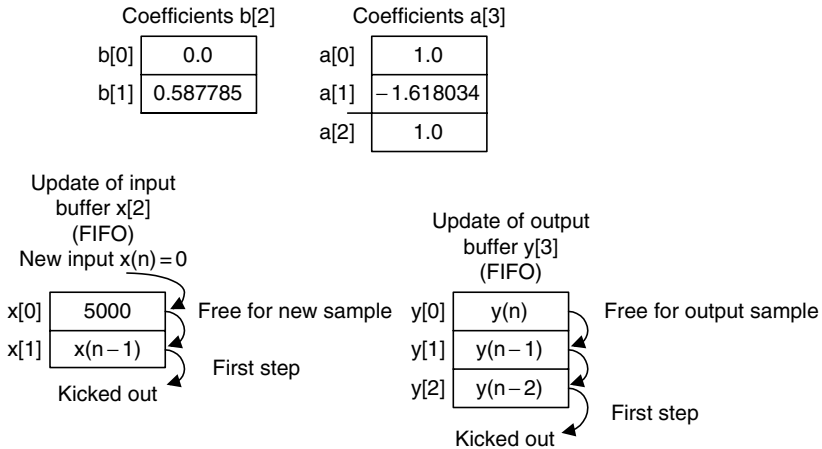 Coefficients b[2]
b[0] 0.0
b[1] 0.587785
Coefficients a[3]
a[0] 1.0
a[1] −1.618034
a[2] 1.0
Update of input
buffer x[2]
(FIFO)
New input x(n) = 0
x[0] 5000 Free for new sample
x[1] x(n − 1)
First step
Kicked out
Update of output
buffer y[3]
(FIFO)
y[0] y(n) Free for output sample
y[1] y(n − 1)
y[2] y(n − 2)
First step
Kicked out